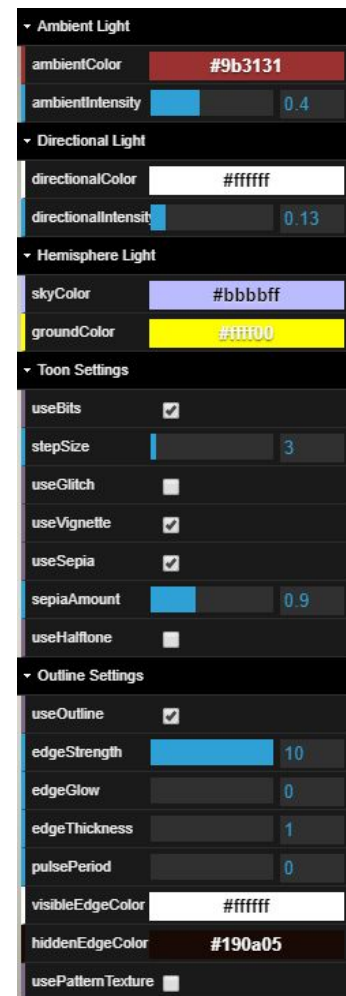 Ambient Light
ambientColor #9b3131
ambientIntensity 0.4
Directional Light
directionalColor #ffffff
directionalIntensity 0.13
Hemisphere Light
skyColor #bbbbff
groundColor #ffff00
Toon Settings
useBits
stepSize 3
useGlitch
useVignette
useSepia
sepiaAmount 0.9
useHalftone
Outline Settings
useOutline
edgeStrength 10
edgeGlow 0
edgeThickness 1
pulsePeriod 0
visibleEdgeColor #ffffff
hiddenEdgeColor #190a05
usePatternTexture